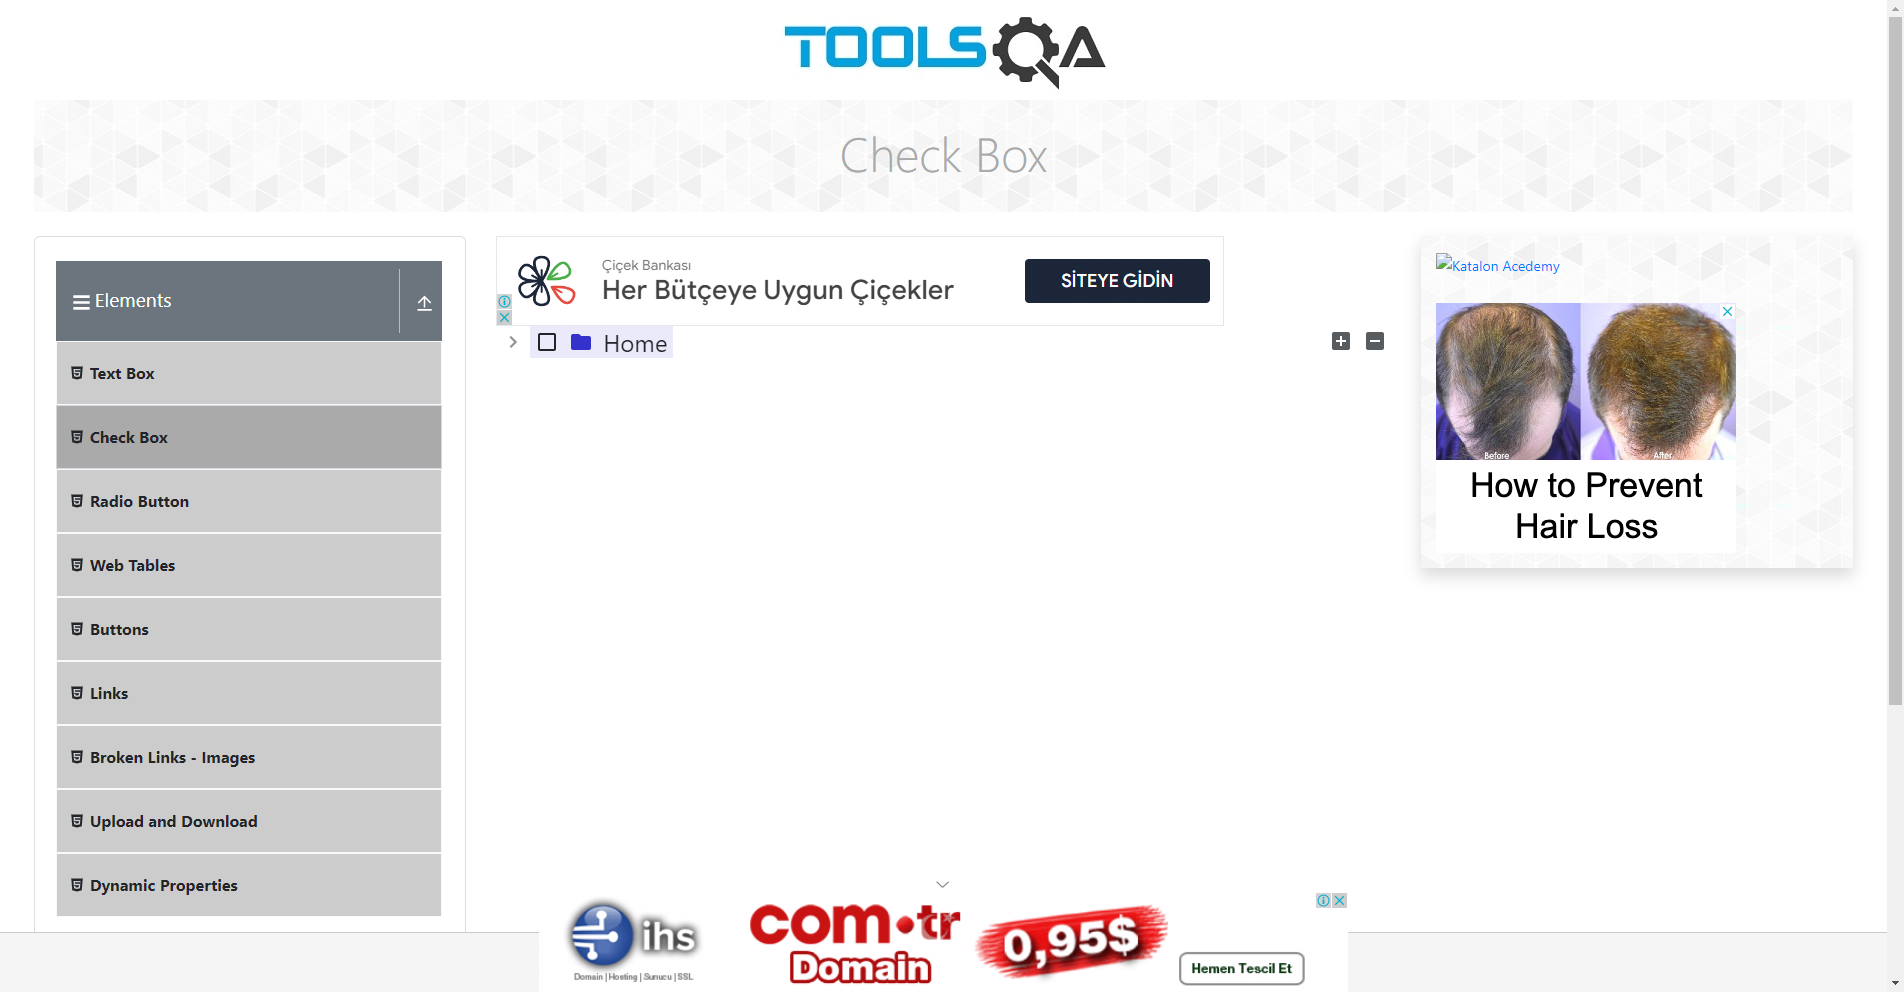 TOOLSQA
Check Box
Elements
Text Box
Check Box
Radio Button
Web Tables
Buttons
Links
Broken Links - Images
Upload and Download
Dynamic Properties
Çiçek Bankası
Her Bütçeye Uygun Çiçekler
SİTEYE GİDİN
Home
Katalon Acedemy
Before
After
How to Prevent
Hair Loss
ihs
Domain | Hosting | Sunucu | SSL
com.tr
Domain
0,95$
Hemen Tescil Et